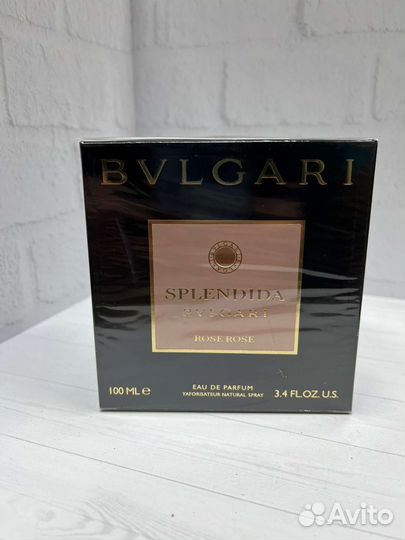 BVLGARI
SPLENDIDA
BVLGARI
ROSE ROSE
100 ML ℮
EAU DE PARFUM
VAPORISATEUR NATURAL SPRAY
3.4 FL.OZ. U.S.
Avito